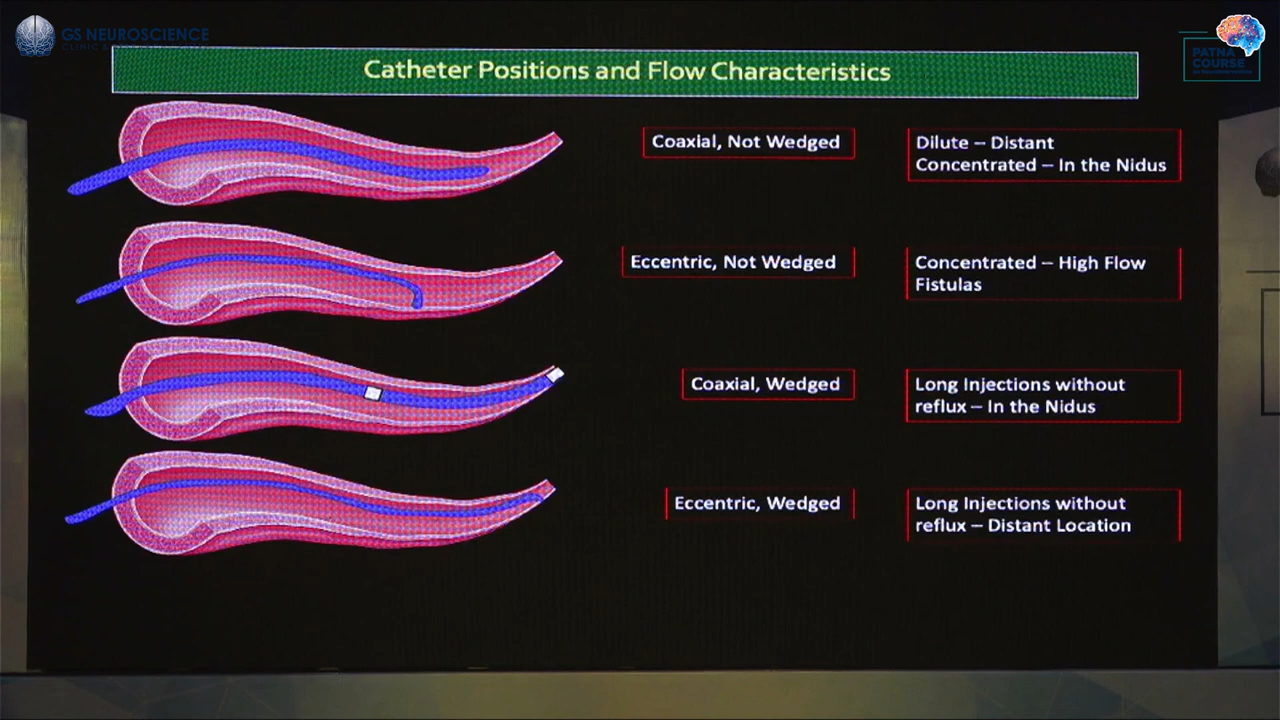 GS NEUROSCIENCE
PATNA
COURSE
Catheter Positions and Flow Characteristics
Coaxial, Not Wedged
Dilute – Distant
Concentrated – In the Nidus
Eccentric, Not Wedged
Concentrated – High Flow
Fistulas
Coaxial, Wedged
Long Injections without
reflux – In the Nidus
Eccentric, Wedged
Long Injections without
reflux – Distant Location